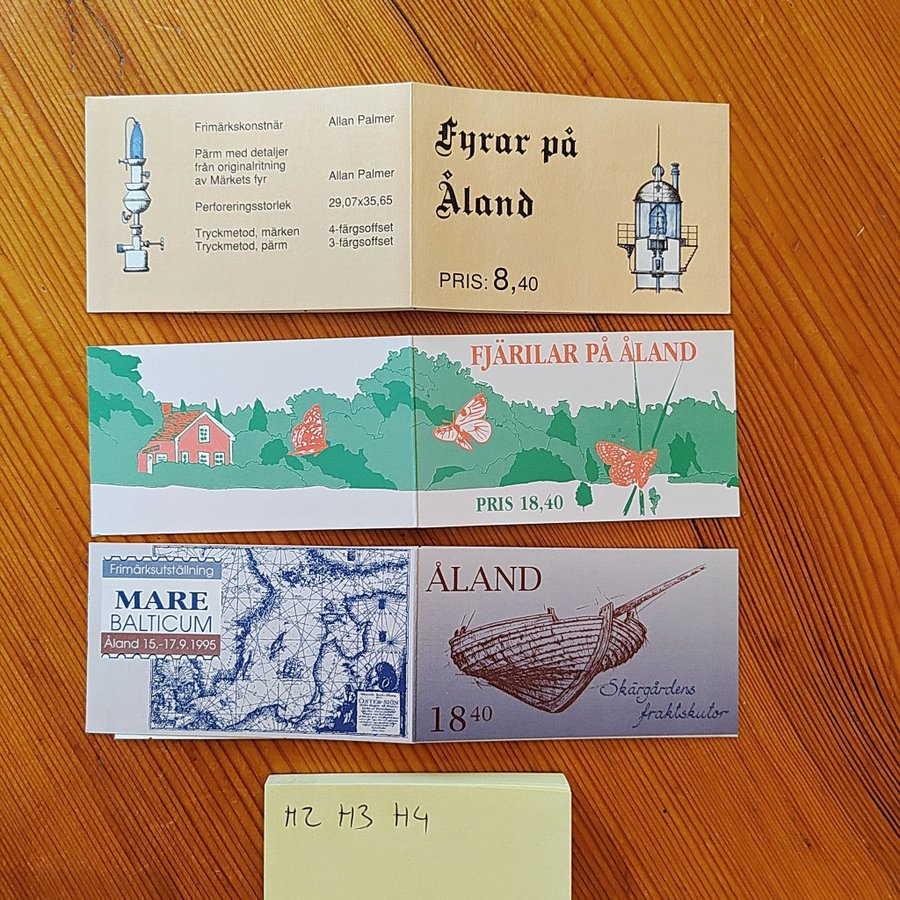 Frimärkskonstnär Allan Palmer
Pärm med detaljer
från originalritning
av Märkets fyr Allan Palmer
Perforeringsstorlek 29,07x35,65
Tryckmetod, märken 4-färgsoffset
Tryckmetod, pärm 3-färgsoffset
Fyrar på
Åland
PRIS: 8,40
FJÄRILAR PÅ ÅLAND
PRIS 18,40
Frimärksutställning
MARE
BALTICUM
Åland 15.-17.9.1995
ÖSTER-SIÖN
ÅLAND
Skärgårdens
fraktskutor
18 40
H2 H3 H4